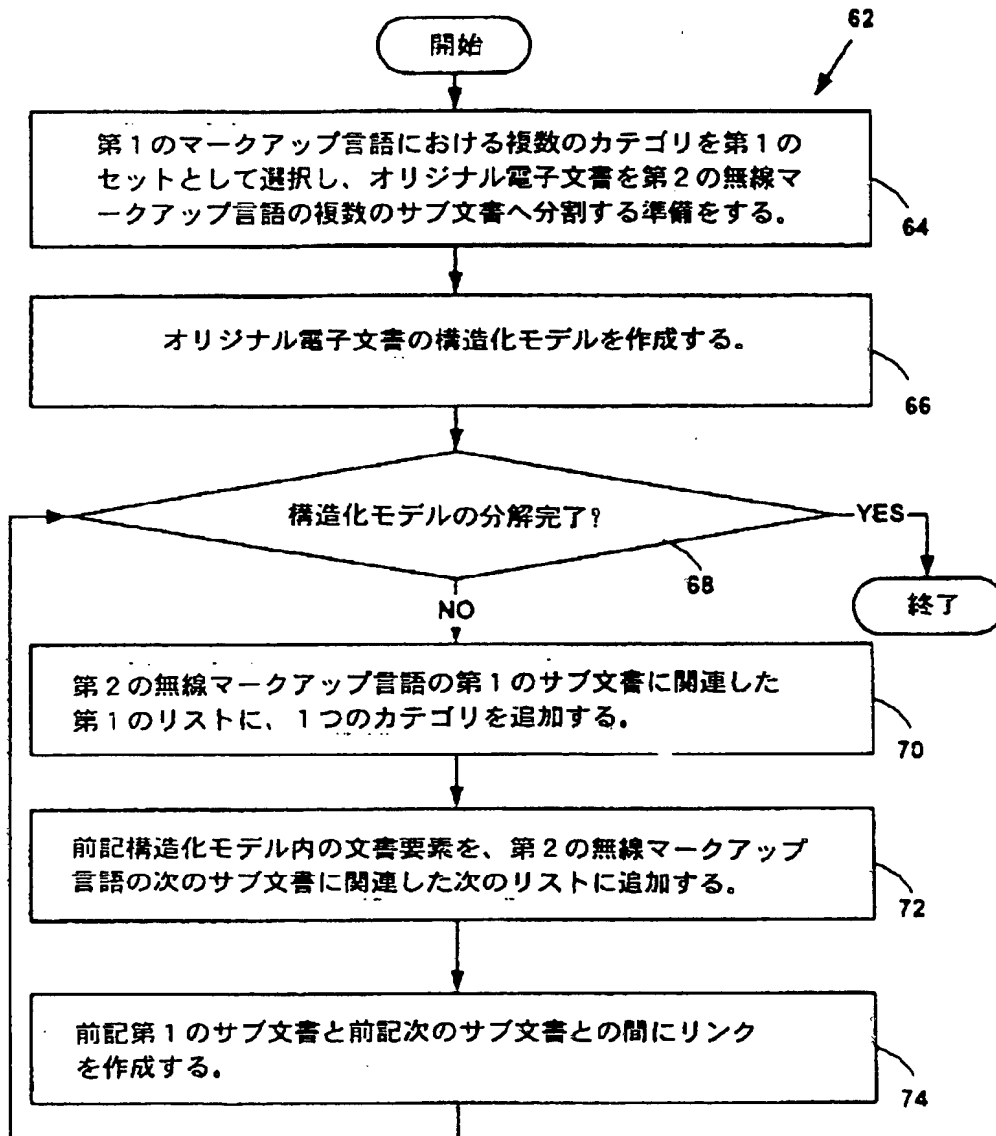 62
開始
第1のマークアップ言語における複数のカテゴリを第1の
セットとして選択し、オリジナル電子文書を第2の無線マ
ークアップ言語の複数のサブ文書へ分割する準備をする。
64
オリジナル電子文書の構造化モデルを作成する。
66
構造化モデルの分解完了?
YES
68
終了
NO
第2の無線マークアップ言語の第1のサブ文書に関連した
第1のリストに、1つのカテゴリを追加する。
70
前記構造化モデル内の文書要素を、第2の無線マークアップ
言語の次のサブ文書に関連した次のリストに追加する。
72
前記第1のサブ文書と前記次のサブ文書との間にリンク
を作成する。
74